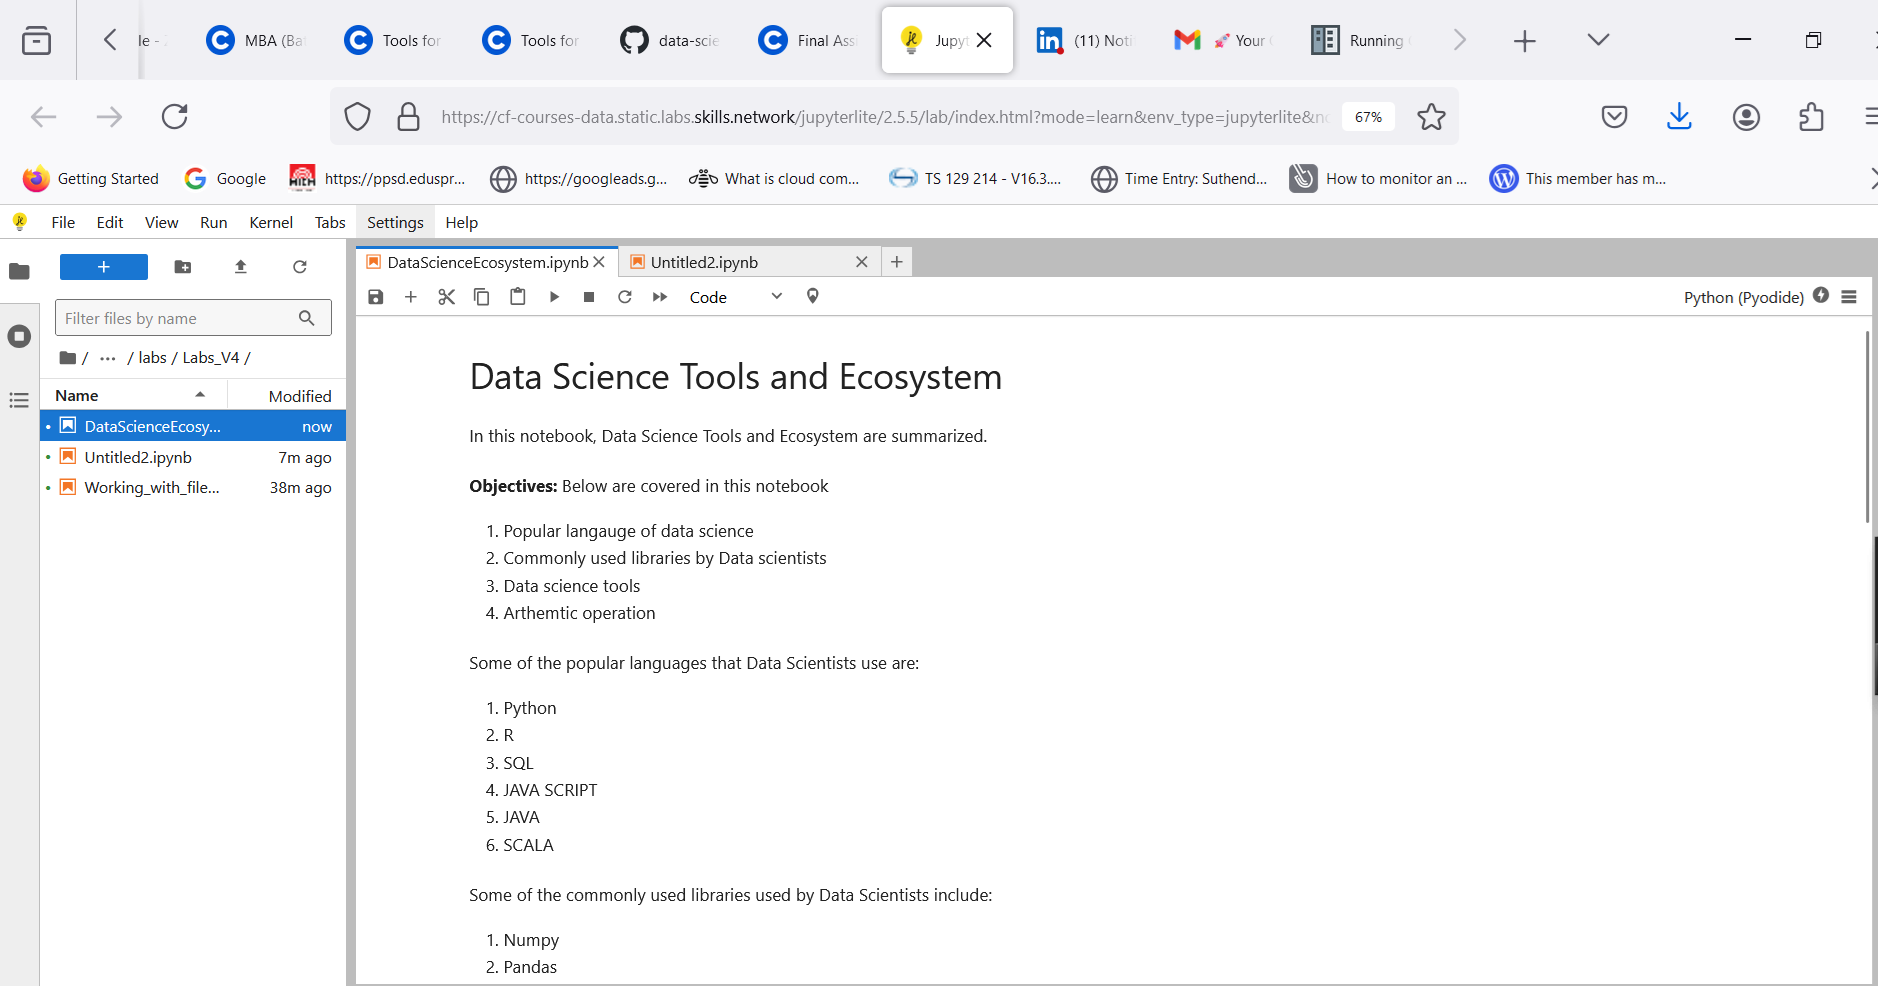 le - Z
MBA (Bat
Tools for
Tools for
data-scie
Final Assi
Jupyt
(11) Noti
Your
Running
https://cf-courses-data.static.labs.skills.network/jupyterlite/2.5.5/lab/index.html?mode=learn&env_type=jupyterlite&no
67%
Getting Started
Google
https://ppsd.eduspr...
https://googleads.g...
What is cloud com...
TS 129 214 - V16.3....
Time Entry: Suthend...
How to monitor an ...
This member has m...
File Edit View Run Kernel Tabs Settings Help
DataScienceEcosystem.ipynb
Untitled2.ipynb
Code
Python (Pyodide)
Filter files by name
/ ... / labs / Labs_V4 /
Name Modified
DataScienceEcosy... now
Untitled2.ipynb 7m ago
Working_with_file... 38m ago
Data Science Tools and Ecosystem
In this notebook, Data Science Tools and Ecosystem are summarized.
Objectives: Below are covered in this notebook
1. Popular langauge of data science
2. Commonly used libraries by Data scientists
3. Data science tools
4. Arthemtic operation
Some of the popular languages that Data Scientists use are:
1. Python
2. R
3. SQL
4. JAVA SCRIPT
5. JAVA
6. SCALA
Some of the commonly used libraries used by Data Scientists include:
1. Numpy
2. Pandas